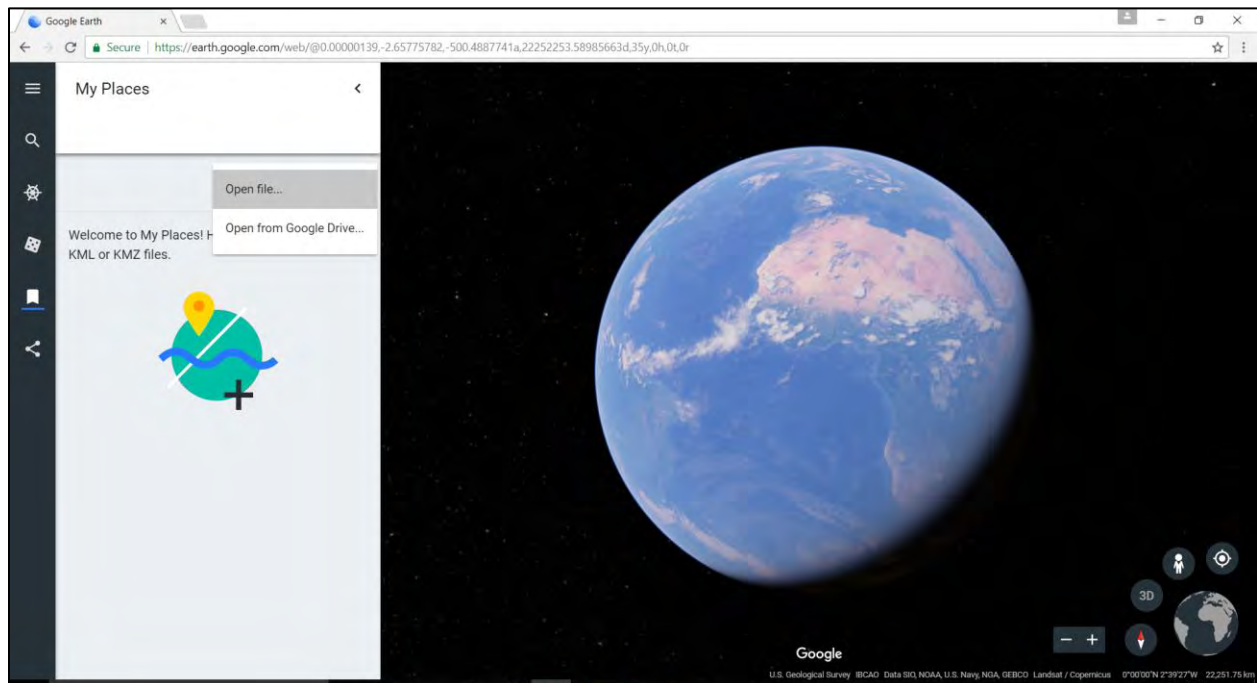 Google Earth
Secure | https://earth.google.com/web/@0.00000139,-2.65775782,-500.4887741a,22252253.58985663d,35y,0h,0t,0r
My Places
Open file...
Open from Google Drive...
Welcome to My Places! H
KML or KMZ files.
3D
Google
U.S. Geological Survey IBCAO Data SIO, NOAA, U.S. Navy, NGA, GEBCO Landsat / Copernicus 0°00'00"N 2°39'27"W 22,251.75 km